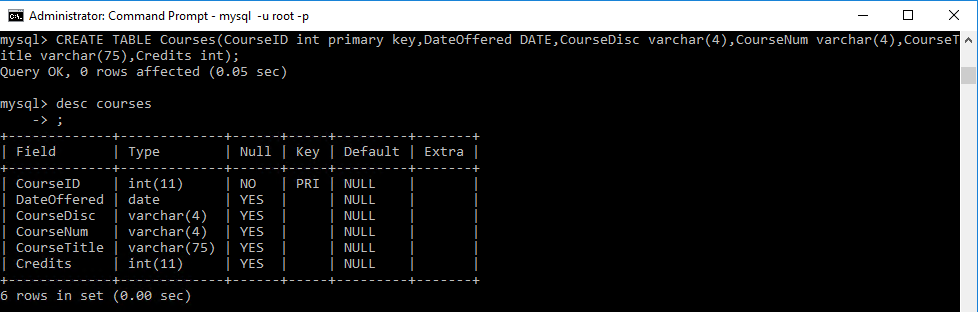 Administrator: Command Prompt - mysql  -u root -p
mysql> CREATE TABLE Courses(CourseID int primary key,DateOffered DATE,CourseDisc varchar(4),CourseNum varchar(4),CourseT
itle varchar(75),Credits int);
Query OK, 0 rows affected (0.05 sec)

mysql> desc courses
    -> ;
+-------------+-------------+------+-----+---------+-------+
| Field       | Type        | Null | Key | Default | Extra |
+-------------+-------------+------+-----+---------+-------+
| CourseID    | int(11)     | NO   | PRI | NULL    |       |
| DateOffered | date        | YES  |     | NULL    |       |
| CourseDisc  | varchar(4)  | YES  |     | NULL    |       |
| CourseNum   | varchar(4)  | YES  |     | NULL    |       |
| CourseTitle | varchar(75) | YES  |     | NULL    |       |
| Credits     | int(11)     | YES  |     | NULL    |       |
+-------------+-------------+------+-----+---------+-------+
6 rows in set (0.00 sec)